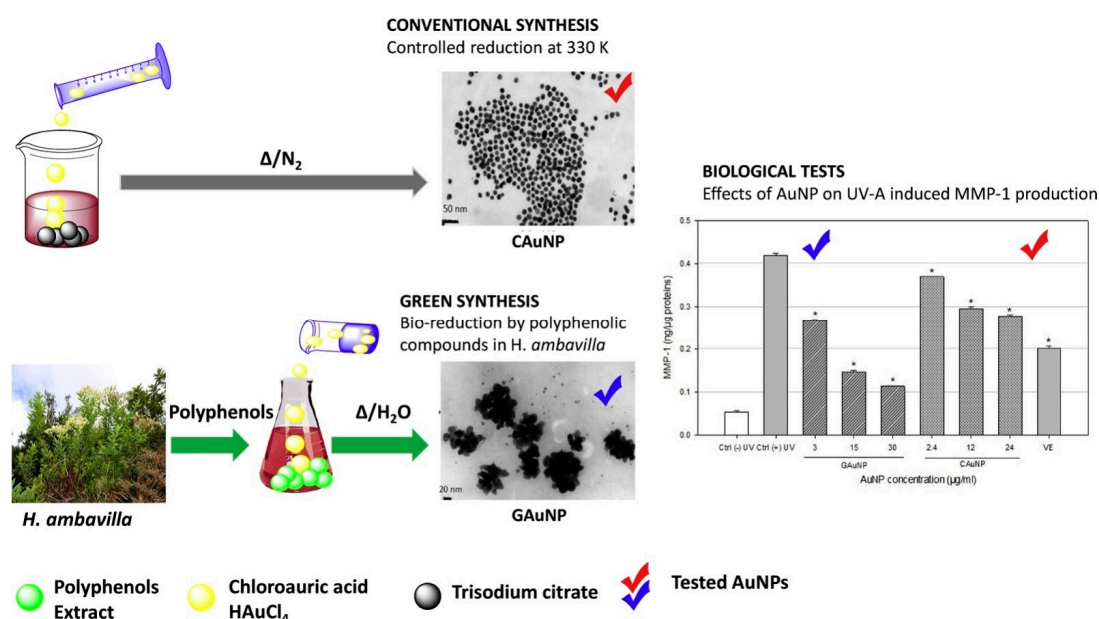 CONVENTIONAL SYNTHESIS
Controlled reduction at 330 K
Δ/N₂
50 nm
CAuNP
GREEN SYNTHESIS
Bio-reduction by polyphenolic
compounds in H. ambavilla
Polyphenols
Δ/H₂O
20 nm
GAuNP
H. ambavilla
BIOLOGICAL TESTS
Effects of AuNP on UV-A induced MMP-1 production
MMP-1 (ng/µg proteins)
0.5
0.4
0.3
0.2
0.1
0.0
* * * * * * *
Ctrl (-) UV Ctrl (+) UV 3 15 30 2.4 12 24 VE
GAuNP CAuNP
AuNP concentration (µg/ml)
Polyphenols
Extract
Chloroauric acid
HAuCl₄
Trisodium citrate
Tested AuNPs